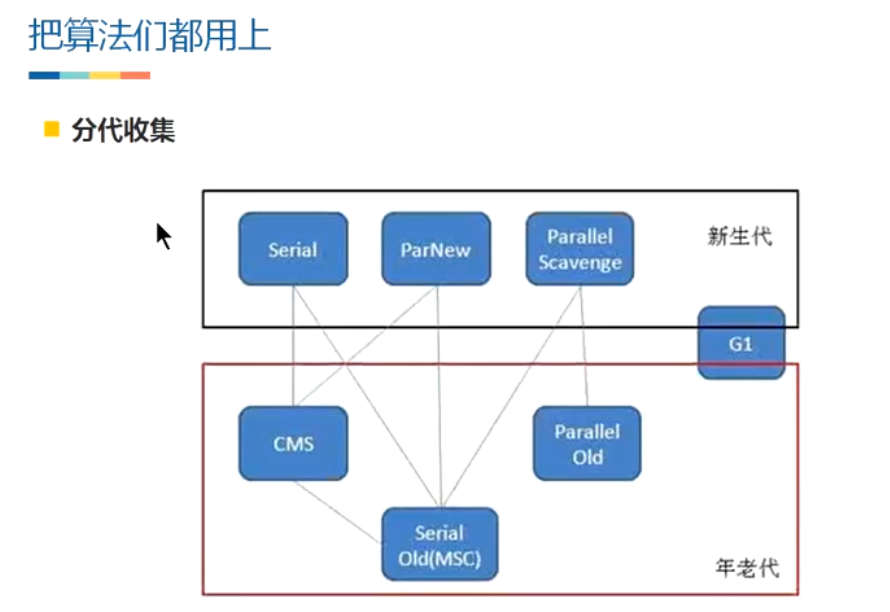 把算法们都用上
分代收集
Serial
ParNew
Parallel
Scavenge
新生代
G1
CMS
Parallel
Old
Serial
Old(MSC)
年老代